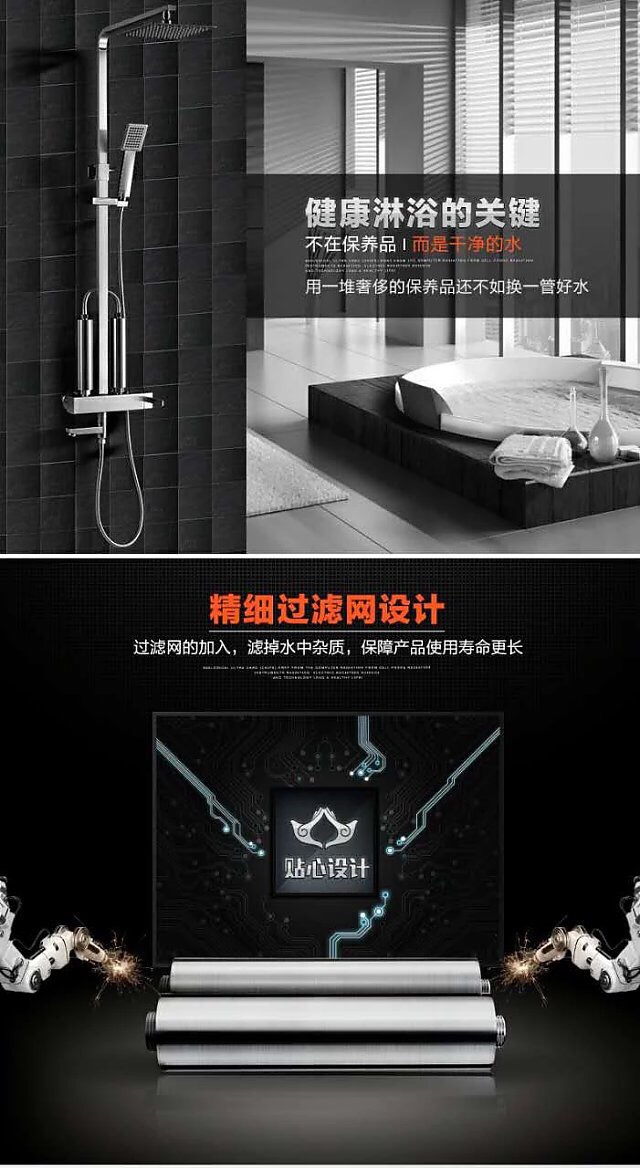 健康淋浴的关键
不在保养品 | 而是干净的水
用一堆奢侈的保养品还不如换一管好水
精细过滤网设计
过滤网的加入，滤掉水中杂质，保障产品使用寿命更长
贴心设计